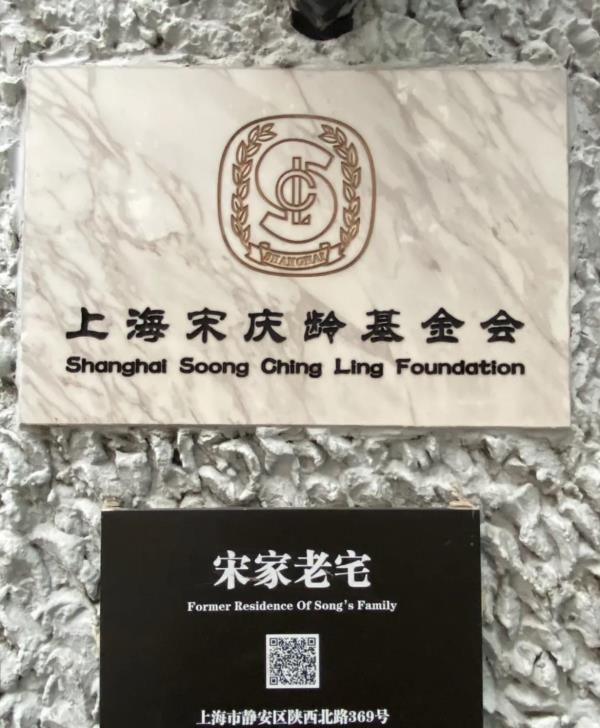 SCL
SHANGHAI
上海宋庆龄基金会
Shanghai Soong Ching Ling Foundation
宋家老宅
Former Residence Of Song's Family
上海市静安区陕西北路369号